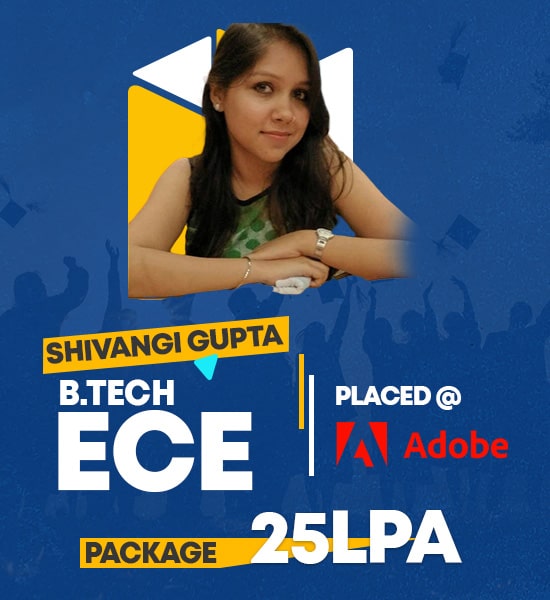 SHIVANGI GUPTA
B.TECH
ECE
PLACED @
Adobe
PACKAGE 25LPA